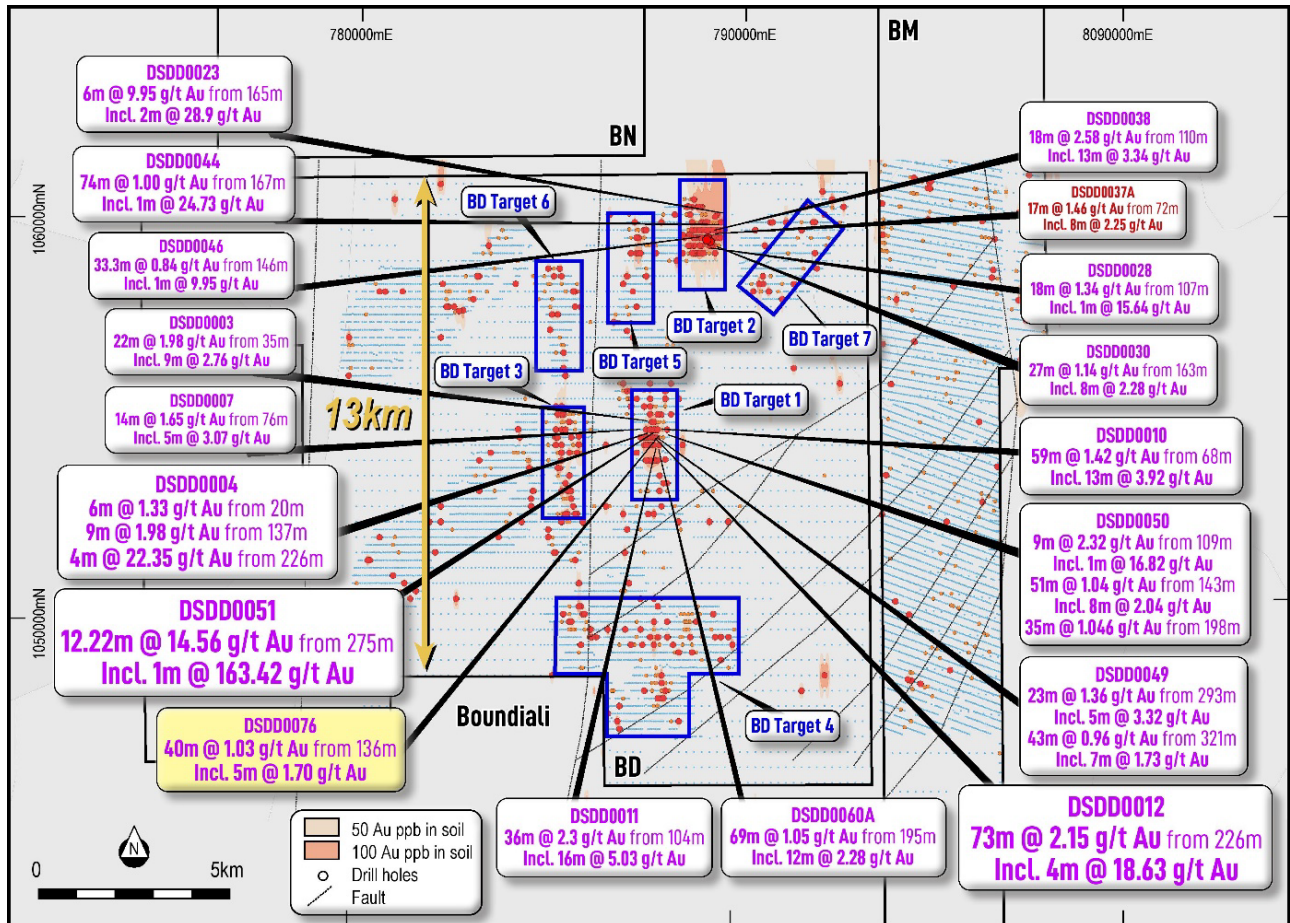 780000mE
790000mE
8090000mE
BM
BN
1060000mN
1050000mN
DSDD0023
6m @ 9.95 g/t Au from 165m
Incl. 2m @ 28.9 g/t Au
DSDD0044
74m @ 1.00 g/t Au from 167m
Incl. 1m @ 24.73 g/t Au
DSDD0046
33.3m @ 0.84 g/t Au from 146m
Incl. 1m @ 9.95 g/t Au
DSDD0003
22m @ 1.98 g/t Au from 35m
Incl. 9m @ 2.76 g/t Au
DSDD0007
14m @ 1.65 g/t Au from 76m
Incl. 5m @ 3.07 g/t Au
DSDD0004
6m @ 1.33 g/t Au from 20m
9m @ 1.98 g/t Au from 137m
4m @ 22.35 g/t Au from 226m
DSDD0051
12.22m @ 14.56 g/t Au from 275m
Incl. 1m @ 163.42 g/t Au
DSDD0076
40m @ 1.03 g/t Au from 136m
Incl. 5m @ 1.70 g/t Au
13km
BD Target 6
BD Target 2
BD Target 5
BD Target 7
BD Target 3
BD Target 1
BD Target 4
Boundiali
BD
DSDD0038
18m @ 2.58 g/t Au from 110m
Incl. 13m @ 3.34 g/t Au
DSDD0037A
17m @ 1.46 g/t Au from 72m
Incl. 8m @ 2.25 g/t Au
DSDD0028
18m @ 1.34 g/t Au from 107m
Incl. 1m @ 15.64 g/t Au
DSDD0030
27m @ 1.14 g/t Au from 163m
Incl. 8m @ 2.28 g/t Au
DSDD0010
59m @ 1.42 g/t Au from 68m
Incl. 13m @ 3.92 g/t Au
DSDD0050
9m @ 2.32 g/t Au from 109m
Incl. 1m @ 16.82 g/t Au
51m @ 1.04 g/t Au from 143m
Incl. 8m @ 2.04 g/t Au
35m @ 1.046 g/t Au from 198m
DSDD0049
23m @ 1.36 g/t Au from 293m
Incl. 5m @ 3.32 g/t Au
43m @ 0.96 g/t Au from 321m
Incl. 7m @ 1.73 g/t Au
DSDD0012
73m @ 2.15 g/t Au from 226m
Incl. 4m @ 18.63 g/t Au
DSDD0011
36m @ 2.3 g/t Au from 104m
Incl. 16m @ 5.03 g/t Au
DSDD0060A
69m @ 1.05 g/t Au from 195m
Incl. 12m @ 2.28 g/t Au
50 Au ppb in soil
100 Au ppb in soil
Drill holes
Fault
N
0
5km